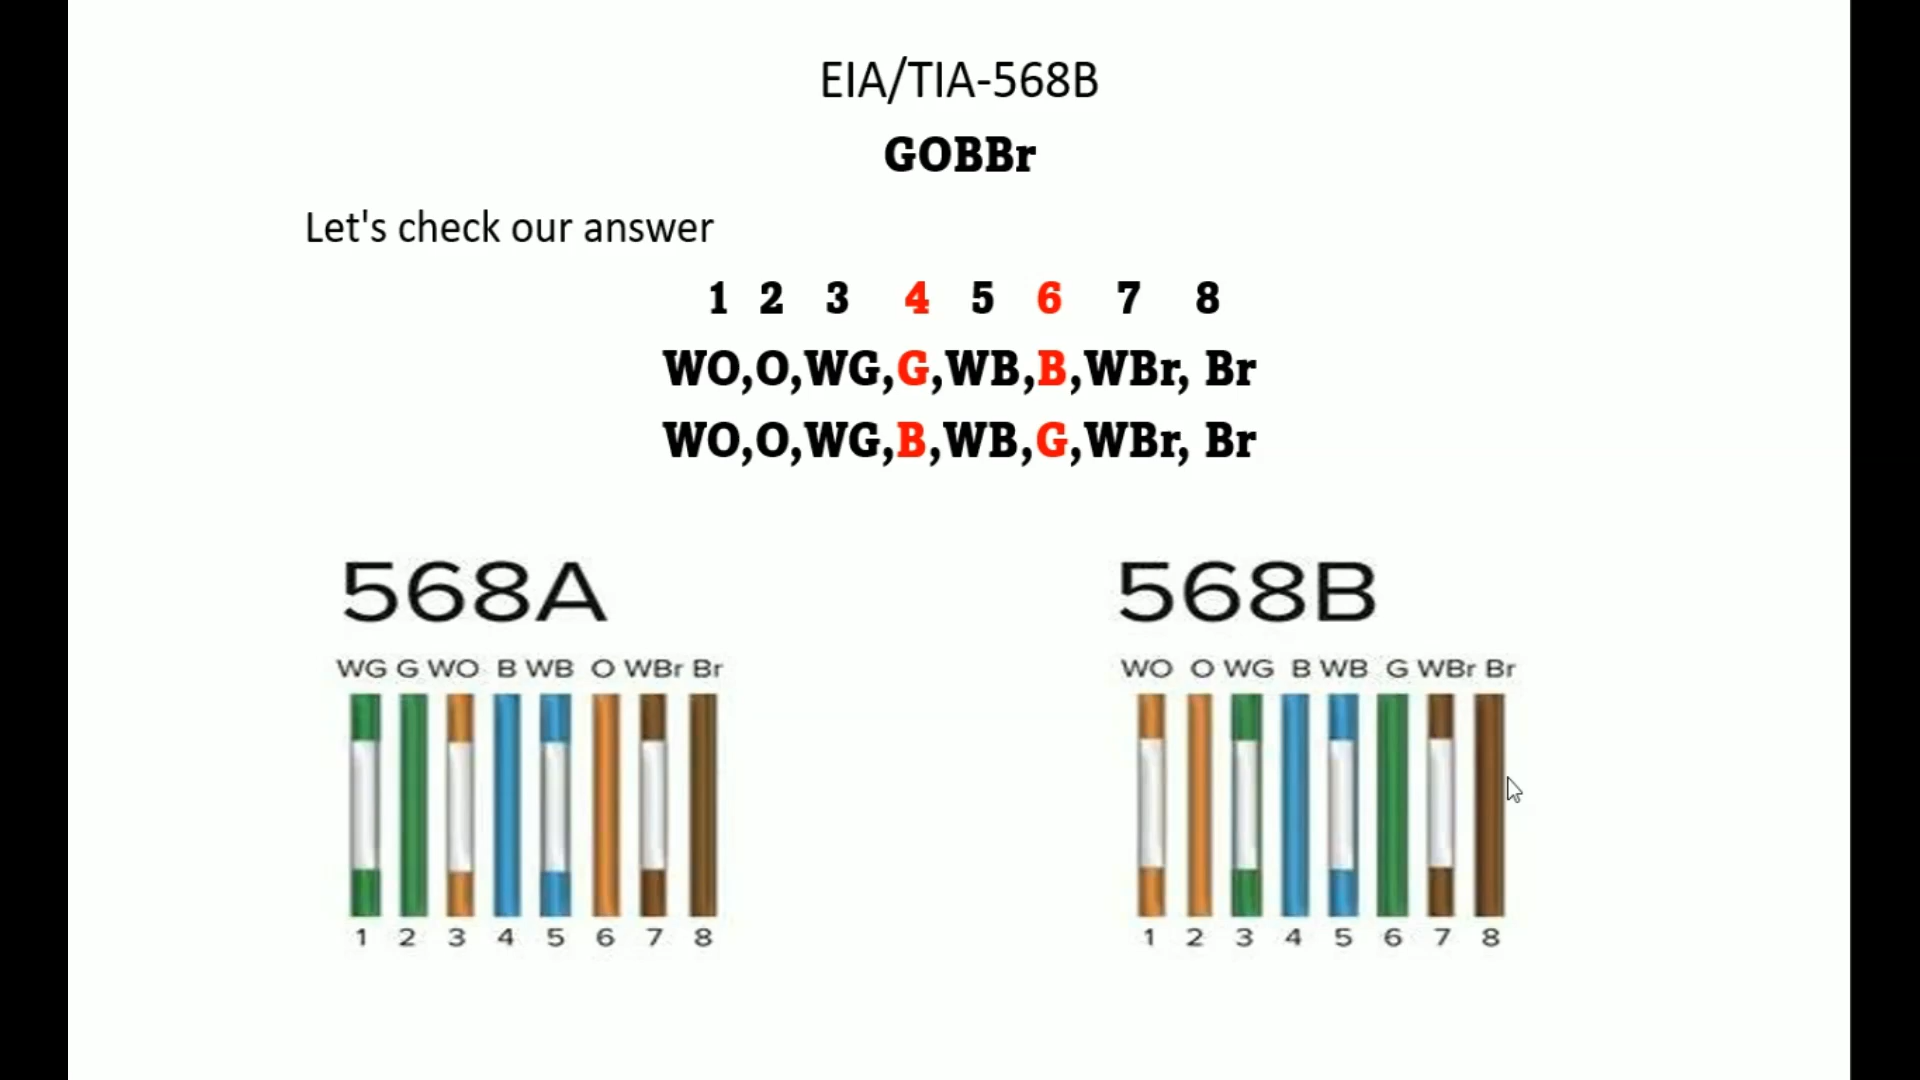 EIA/TIA-568B
GOBBr
Let's check our answer
1 2 3 4 5 6 7 8
WO,O,WG,G,WB,B,WBr, Br
WO,O,WG,B,WB,G,WBr, Br
568A
WG G WO B WB O WBr Br
1 2 3 4 5 6 7 8
568B
WO O WG B WB G WBr Br
1 2 3 4 5 6 7 8